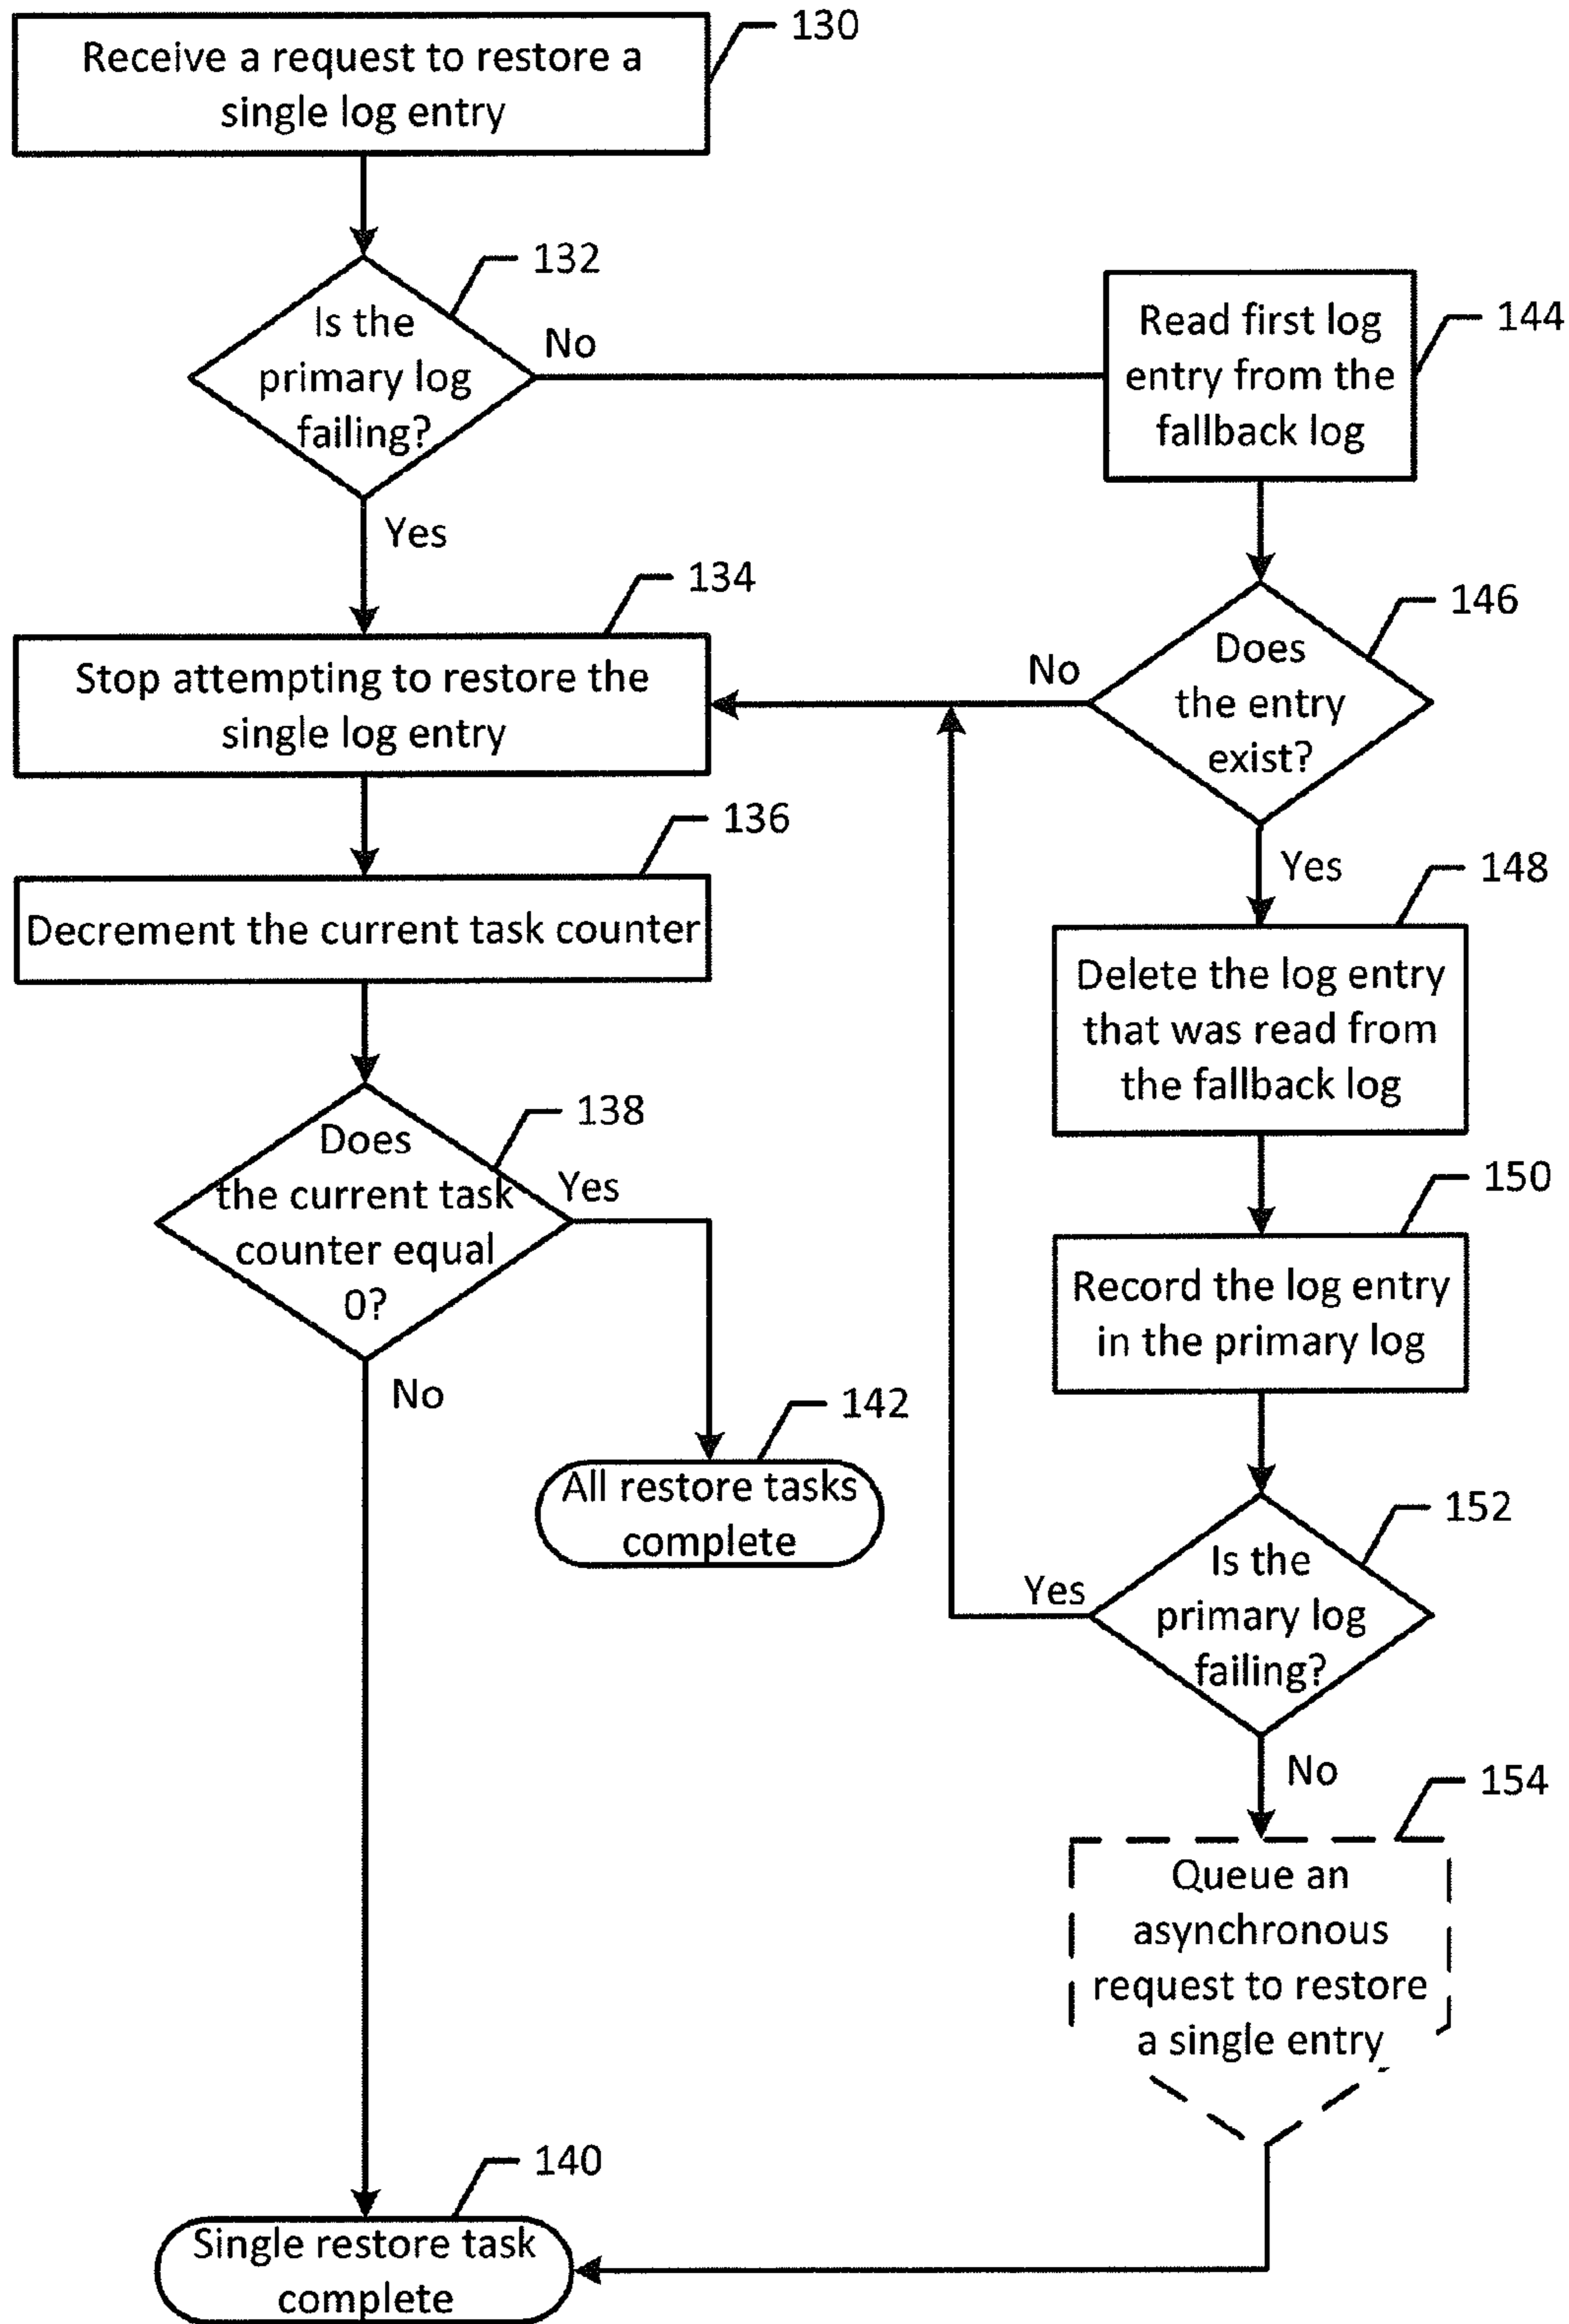 130
Receive a request to restore a
single log entry
132
Is the
primary log
failing?
No
Yes
144
Read first log
entry from the
fallback log
134
Stop attempting to restore the
single log entry
146
Does
the entry
exist?
No
Yes
136
Decrement the current task counter
148
Delete the log entry
that was read from
the fallback log
138
Does
the current task
counter equal
0?
Yes
No
150
Record the log entry
in the primary log
142
All restore tasks
complete
152
Is the
primary log
failing?
Yes
No
154
Queue an
asynchronous
request to restore
a single entry
140
Single restore task
complete